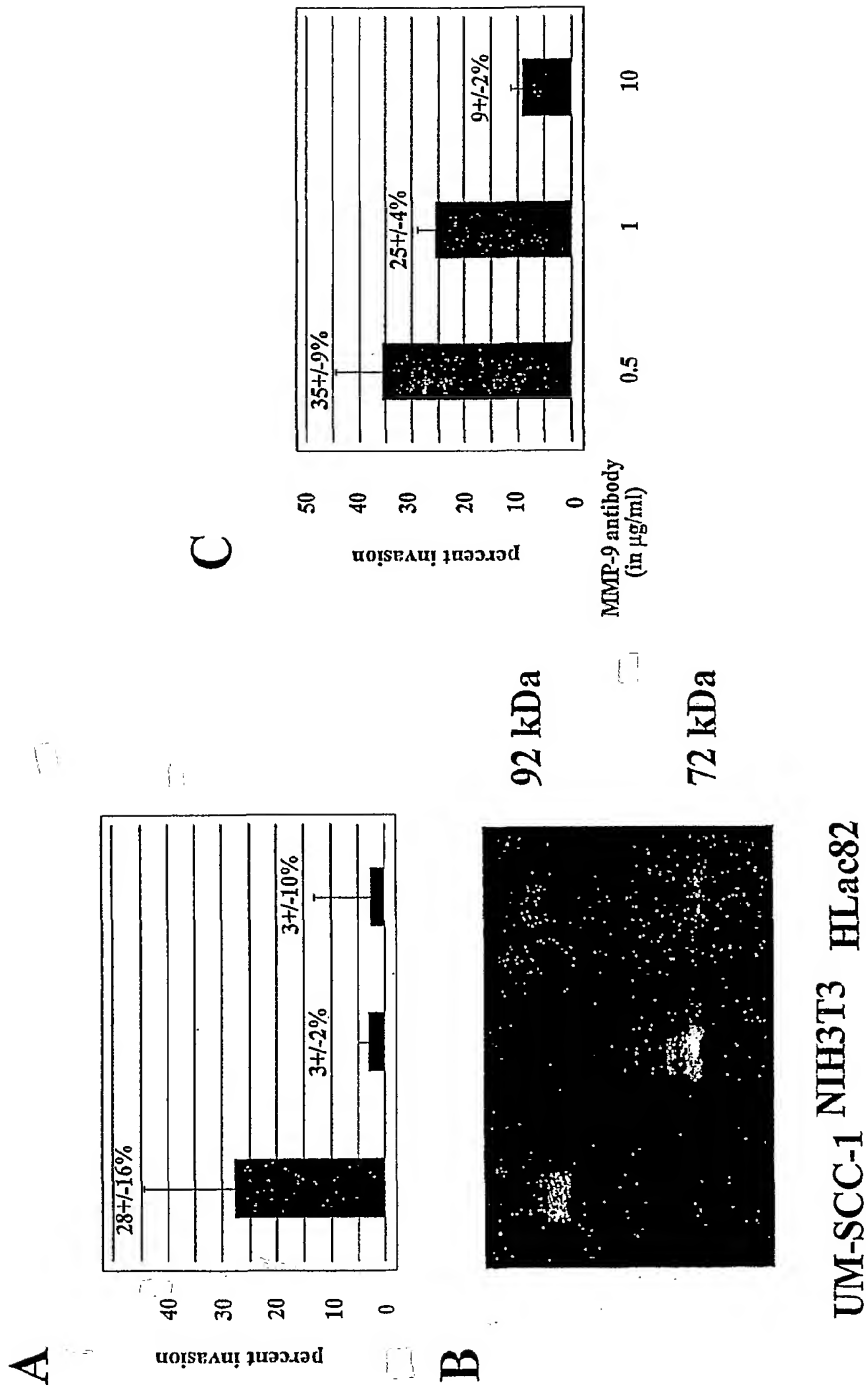 A
percent invasion
40
30
20
10
0
28+/-16%
3+/-2%
3+/-10%
B
92 kDa
72 kDa
UM-SCC-1 NIH3T3 HLac82
C
percent invasion
50
40
30
20
10
0
35+/-9%
25+/-4%
9+/-2%
MMP-9 antibody
(in μg/ml)
0.5 1 10